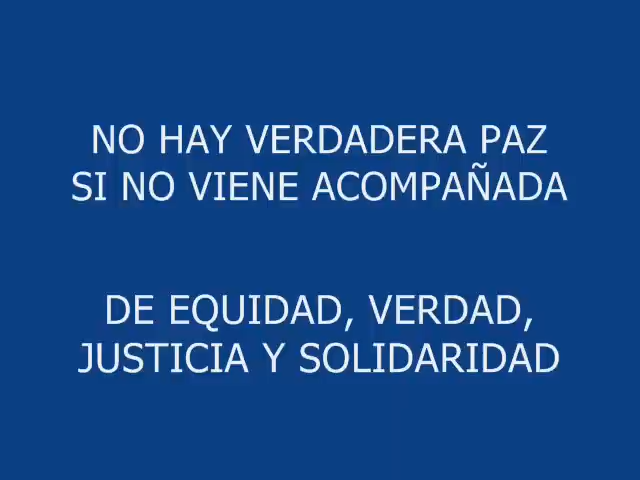 NO HAY VERDADERA PAZ
SI NO VIENE ACOMPAÑADA
DE EQUIDAD, VERDAD,
JUSTICIA Y SOLIDARIDAD